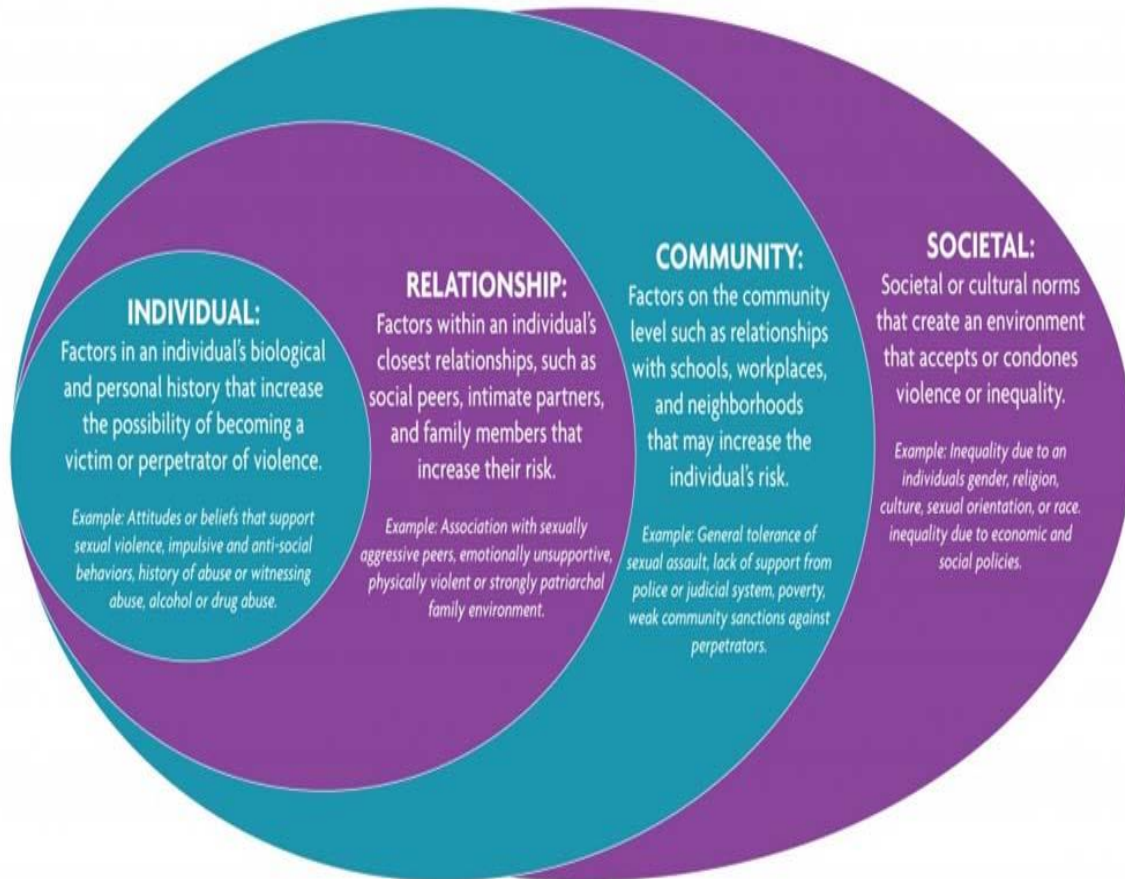 INDIVIDUAL:
Factors in an individual's biological
and personal history that increase
the possibility of becoming a
victim or perpetrator of violence.
Example: Attitudes or beliefs that support
sexual violence, impulsive and anti-social
behaviors, history of abuse or witnessing
abuse, alcohol or drug abuse.
RELATIONSHIP:
Factors within an individual's
closest relationships, such as
social peers, intimate partners,
and family members that
increase their risk.
Example: Association with sexually
aggressive peers, emotionally unsupportive,
physically violent or strongly patriarchal
family environment.
COMMUNITY:
Factors on the community
level such as relationships
with schools, workplaces,
and neighborhoods
that may increase the
individual's risk.
Example: General tolerance of
sexual assault, lack of support from
police or judicial system, poverty,
weak community sanctions against
perpetrators.
SOCIETAL:
Societal or cultural norms
that create an environment
that accepts or condones
violence or inequality.
Example: Inequality due to an
individuals gender, religion,
culture, sexual orientation, or race.
inequality due to economic and
social policies.